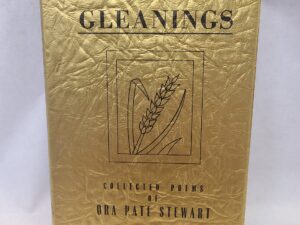 GLEANINGS
COLLECTED POEMS
OF
ORA PATE STEWART